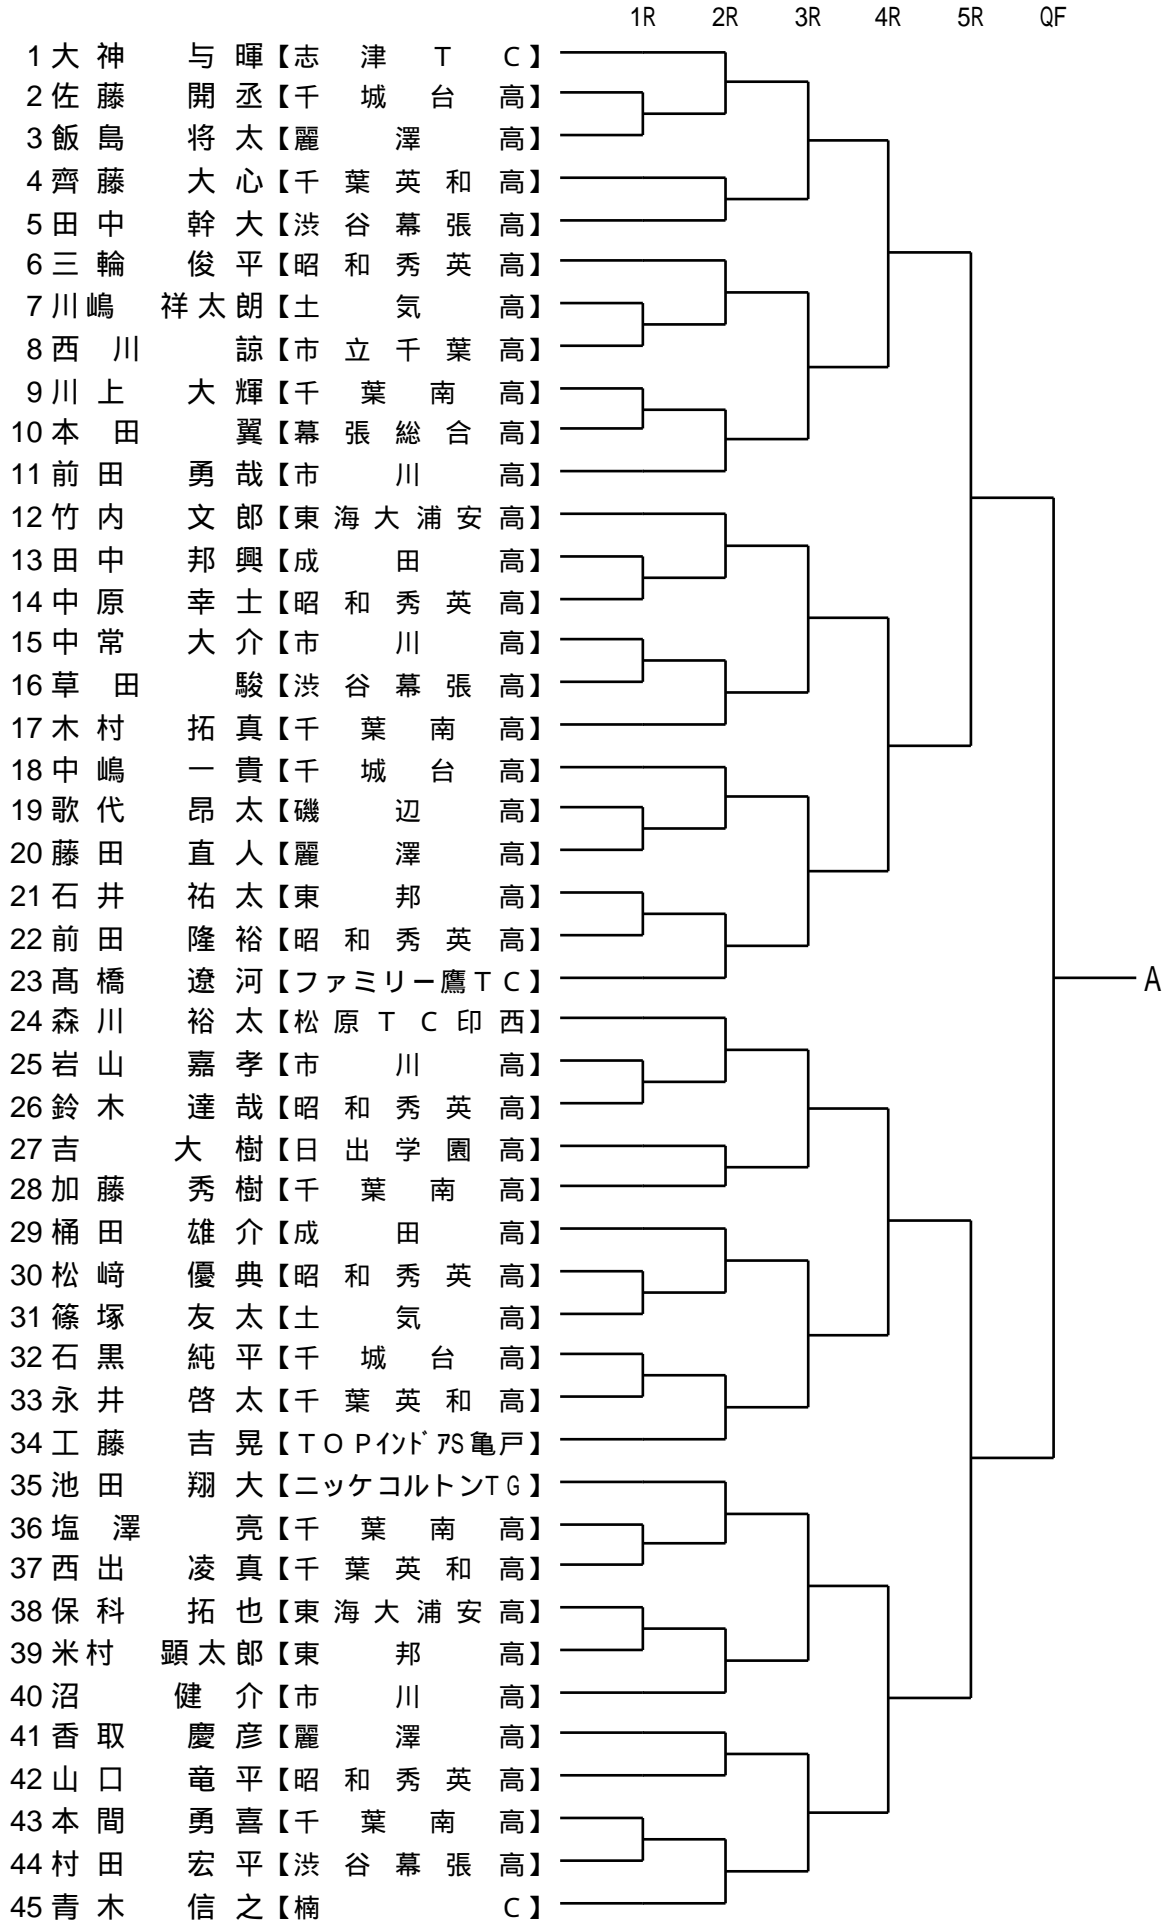 1R 2R 3R 4R 5R QF
1 大神 与暉【志津TC】
2 佐藤 開丞【千城台高】
3 飯島 将太【麗澤高】
4 齊藤 大心【千葉英和高】
5 田中 幹大【渋谷幕張高】
6 三輪 俊平【昭和秀英高】
7 川嶋 祥太朗【土気高】
8 西川 諒【市立千葉高】
9 川上 大輝【千葉南高】
10 本田 翼【幕張総合高】
11 前田 勇哉【市川高】
12 竹内 文郎【東海大浦安高】
13 田中 邦興【成田高】
14 中原 幸士【昭和秀英高】
15 中常 大介【市川高】
16 草田 駿【渋谷幕張高】
17 木村 拓真【千葉南高】
18 中嶋 一貴【千城台高】
19 歌代 昂太【磯辺高】
20 藤田 直人【麗澤高】
21 石井 祐太【東邦高】
22 前田 隆裕【昭和秀英高】
23 髙橋 遼河【ファミリー鷹TC】
A
24 森川 裕太【松原TC印西】
25 岩山 嘉孝【市川高】
26 鈴木 達哉【昭和秀英高】
27 吉 大樹【日出学園高】
28 加藤 秀樹【千葉南高】
29 桶田 雄介【成田高】
30 松﨑 優典【昭和秀英高】
31 篠塚 友太【土気高】
32 石黒 純平【千城台高】
33 永井 啓太【千葉英和高】
34 工藤 吉晃【TOPインドアS亀戸】
35 池田 翔大【ニッケコルトンTG】
36 塩澤 亮【千葉南高】
37 西出 凌真【千葉英和高】
38 保科 拓也【東海大浦安高】
39 米村 顕太郎【東邦高】
40 沼 健介【市川高】
41 香取 慶彦【麗澤高】
42 山口 竜平【昭和秀英高】
43 本間 勇喜【千葉南高】
44 村田 宏平【渋谷幕張高】
45 青木 信之【楠C】